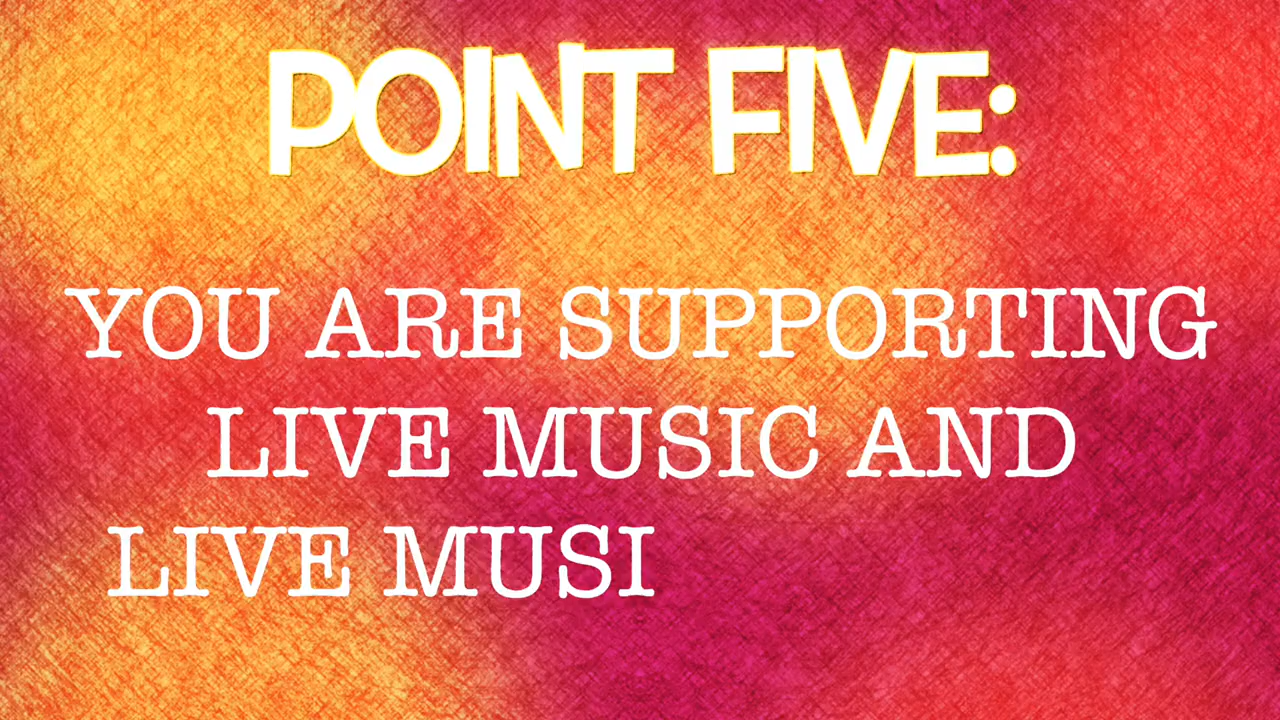 POINT FIVE:
YOU ARE SUPPORTING
LIVE MUSIC AND
LIVE MUSI